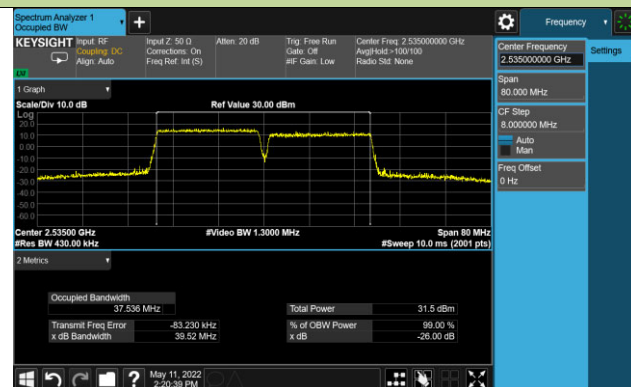 Spectrum Analyzer 1
Occupied BW
Frequency
KEYSIGHT
Input: RF
Coupling: DC
Align: Auto
Input Z: 50 Ω
Corrections: On
Freq Ref: Int (S)
Atten: 20 dB
Trig: Free Run
Gate: Off
#IF Gain: Low
Center Freq: 2.535000000 GHz
Avg|Hold:>100/100
Radio Std: None
Center Frequency
2.535000000 GHz
Settings
Span
80.000 MHz
CF Step
8.000000 MHz
Auto
Man
Freq Offset
0 Hz
1 Graph
Scale/Div 10.0 dB
Ref Value 30.00 dBm
Log
20.0
10.0
0.00
-10.0
-20.0
-30.0
-40.0
-50.0
-60.0
Center 2.53500 GHz
#Video BW 1.3000 MHz
Span 80 MHz
#Res BW 430.00 kHz
#Sweep 10.0 ms (2001 pts)
2 Metrics
Occupied Bandwidth
37.536 MHz
Total Power 31.5 dBm
Transmit Freq Error -83.230 kHz
% of OBW Power 99.00 %
x dB Bandwidth 39.52 MHz
x dB -26.00 dB
May 11, 2022
2:20:39 PM